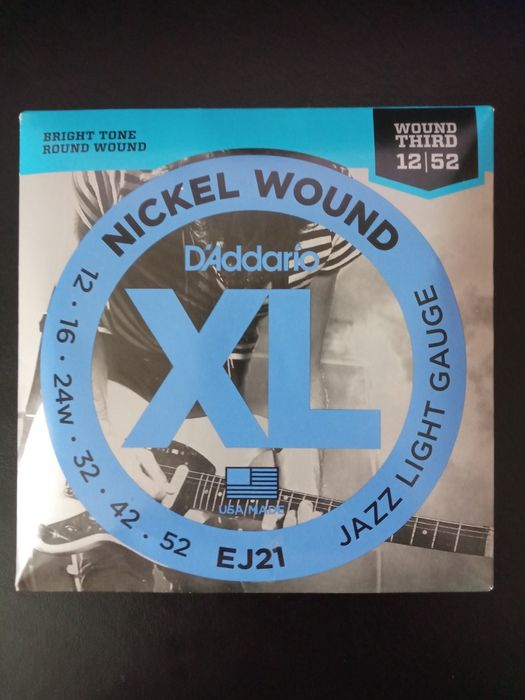 BRIGHT TONE
ROUND WOUND
WOUND
THIRD
12|52
NICKEL WOUND
D'Addario
XL
USA MADE
12 · 16 · 24W · 32 · 42 · 52
EJ21
JAZZ LIGHT GAUGE